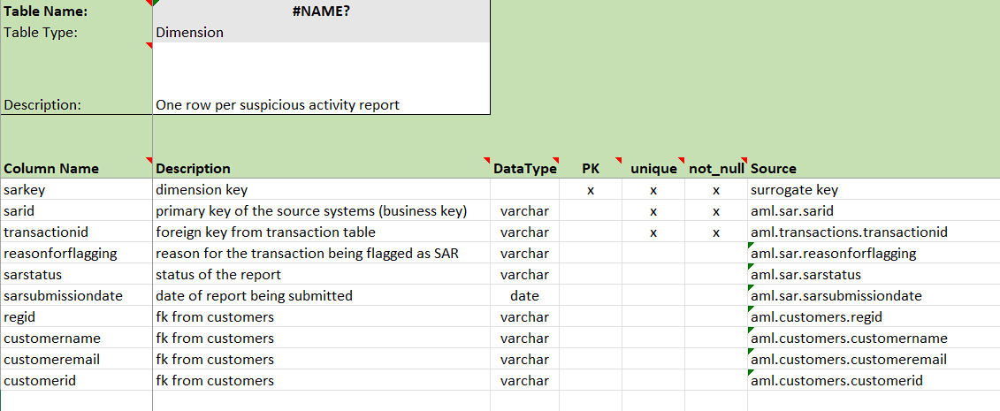 Table Name: #NAME?
Table Type: Dimension
Description: One row per suspicious activity report
Column Name Description DataType PK unique not_null Source
sarkey dimension key x x x surrogate key
sarid primary key of the source systems (business key) varchar x x aml.sar.sarid
transactionid foreign key from transaction table varchar x x aml.transactions.transactionid
reasonforflagging reason for the transaction being flagged as SAR varchar aml.sar.reasonforflagging
sarstatus status of the report varchar aml.sar.sarstatus
sarsubmissiondate date of report being submitted date aml.sar.sarsubmissiondate
regid fk from customers varchar aml.customers.regid
customername fk from customers varchar aml.customers.customername
customeremail fk from customers varchar aml.customers.customeremail
customerid fk from customers varchar aml.customers.customerid